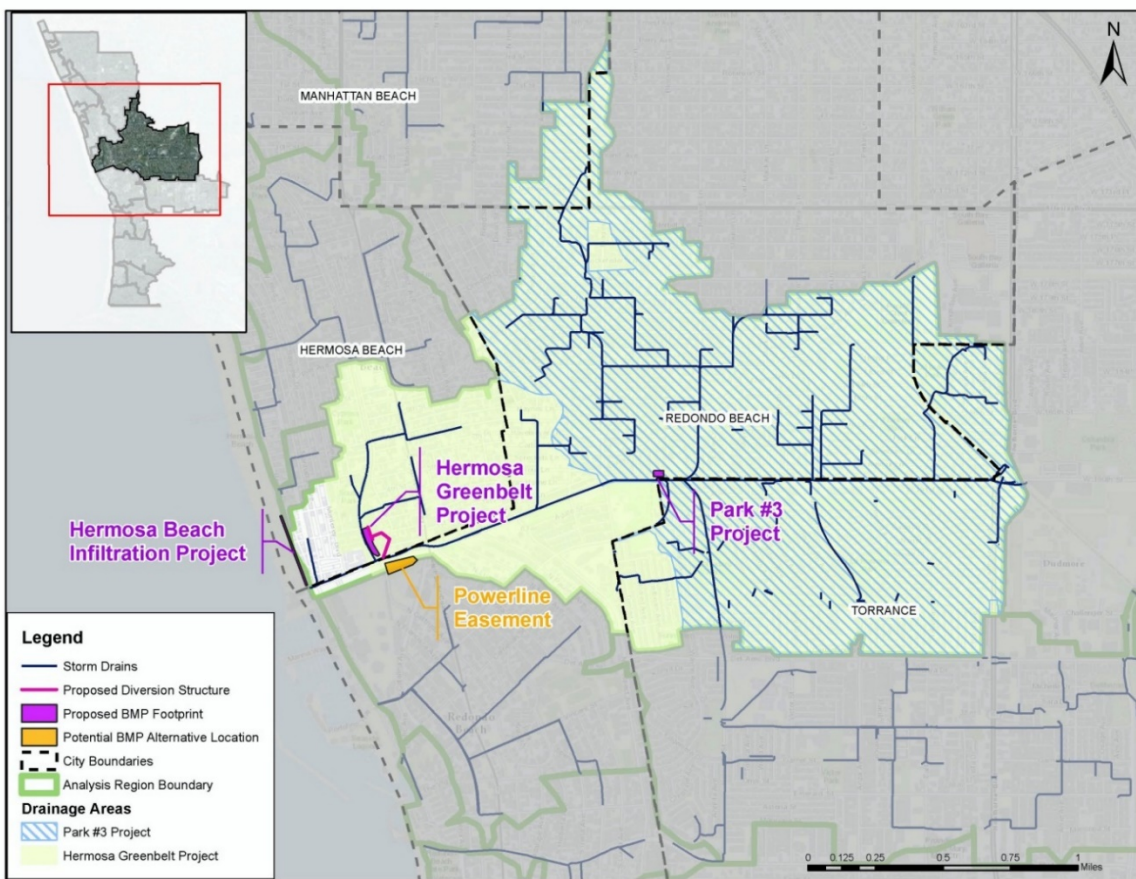 N
MANHATTAN BEACH
HERMOSA BEACH
REDONDO BEACH
Hermosa
Greenbelt
Project
Hermosa Beach
Infiltration Project
Park #3
Project
Powerline
Easement
TORRANCE
Redondo
Legend
Storm Drains
Proposed Diversion Structure
Proposed BMP Footprint
Potential BMP Alternative Location
City Boundaries
Analysis Region Boundary
Drainage Areas
Park #3 Project
Hermosa Greenbelt Project
0 0.125 0.25 0.5 0.75 1
Miles